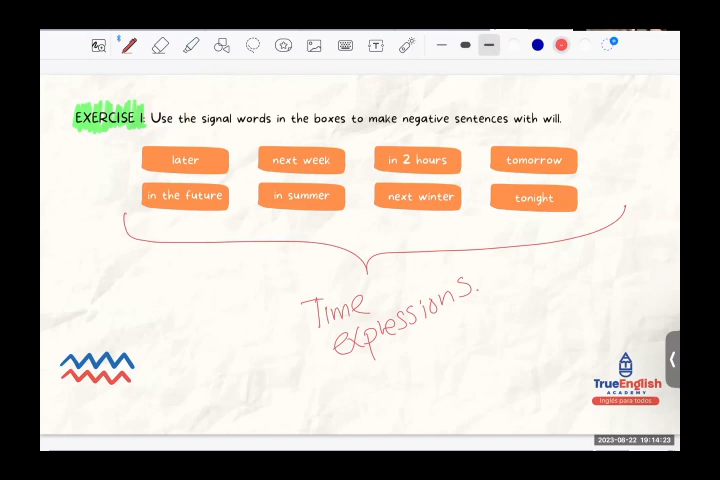 EXERCISE 1: Use the signal words in the boxes to make negative sentences with will.
later next week in 2 hours tomorrow
in the future in summer next winter tonight
Time
expressions.
TrueEnglish
ACADEMY
Inglés para todos
2023-08-22 19:14:23